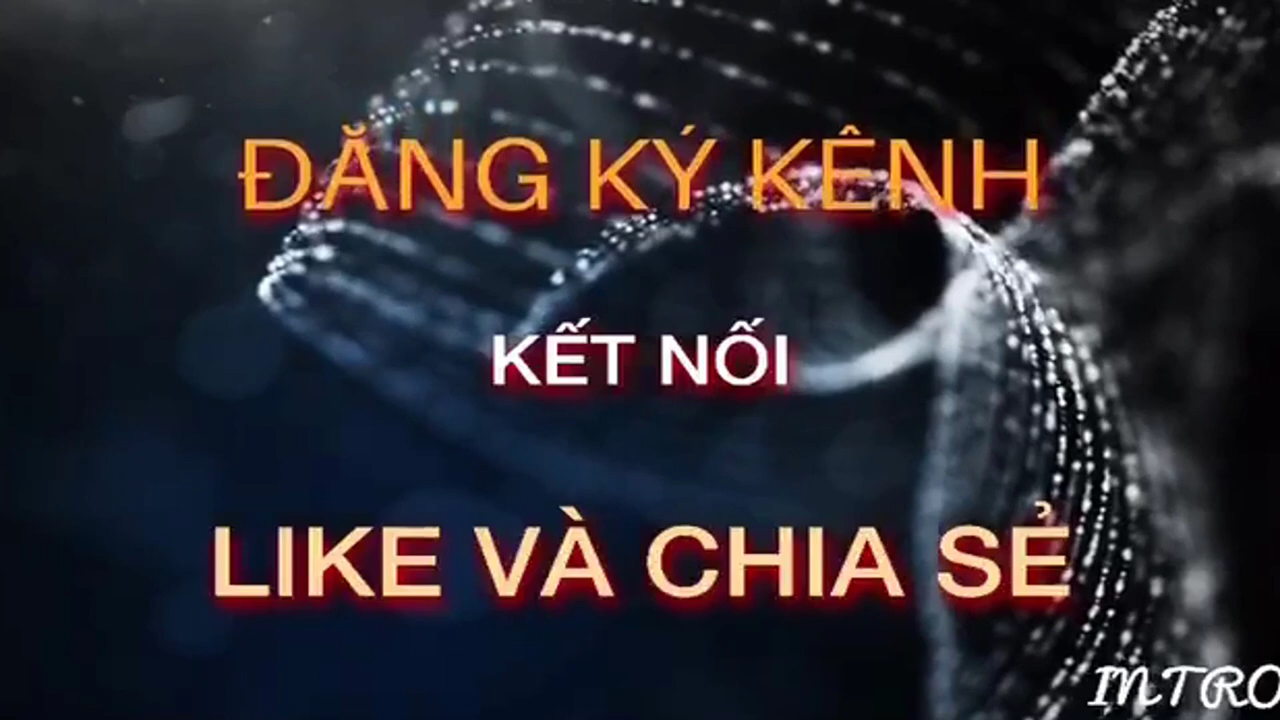 ĐĂNG KÝ KÊNH
KẾT NỐI
LIKE VÀ CHIA SẺ
INTRO